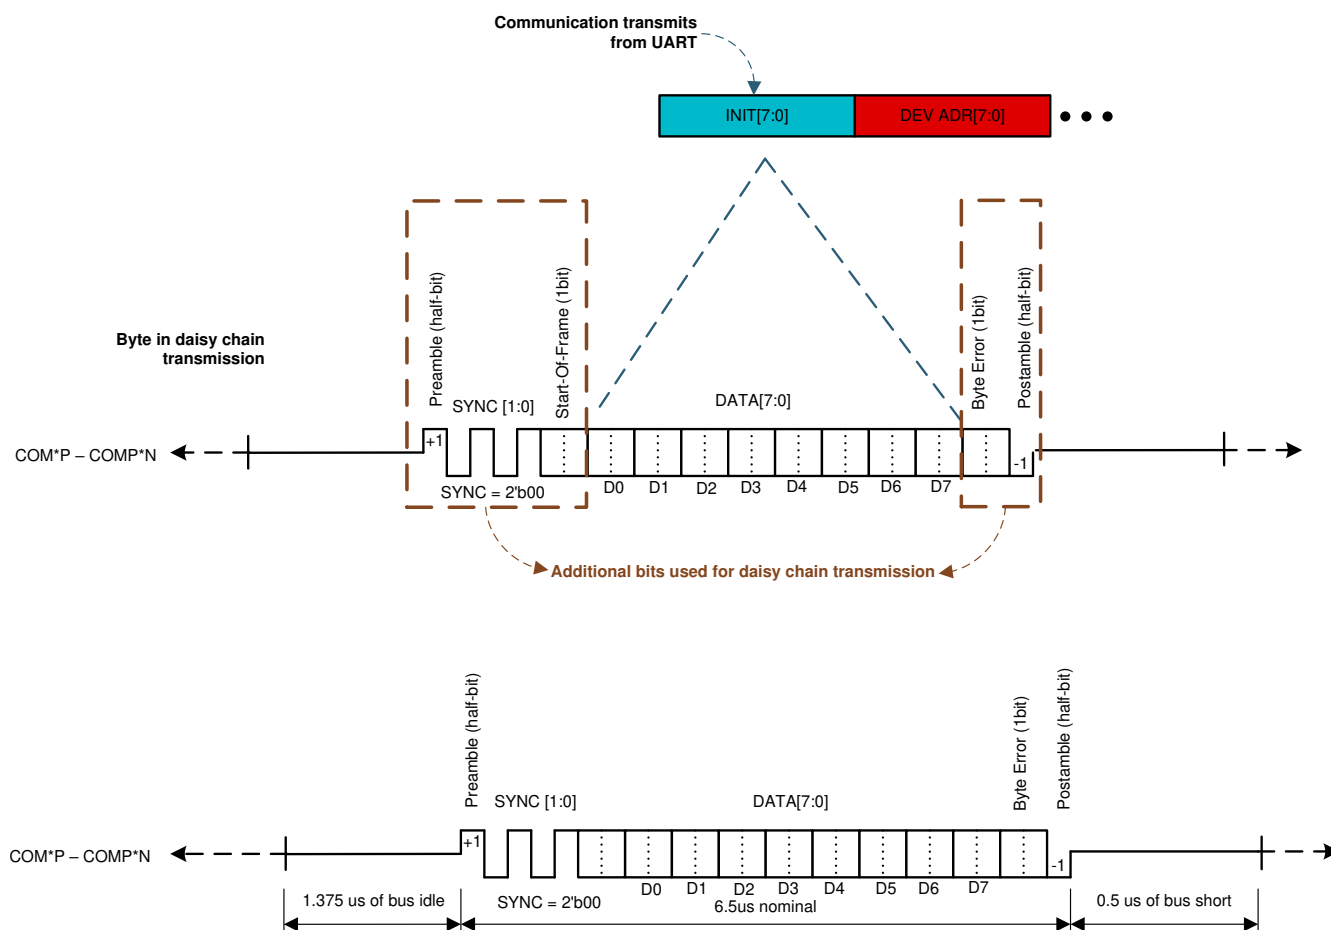 Communication transmits
from UART
INIT[7:0]
DEV ADR[7:0]
Byte in daisy chain
transmission
Preamble (half-bit)
SYNC [1:0]
Start-Of-Frame (1bit)
DATA[7:0]
Byte Error (1bit)
Postamble (half-bit)
COM*P – COMP*N
+1
-1
SYNC = 2'b00
D0
D1
D2
D3
D4
D5
D6
D7
Additional bits used for daisy chain transmission
Preamble (half-bit)
SYNC [1:0]
DATA[7:0]
Byte Error (1bit)
Postamble (half-bit)
COM*P – COMP*N
+1
-1
SYNC = 2'b00
D0
D1
D2
D3
D4
D5
D6
D7
1.375 us of bus idle
6.5us nominal
0.5 us of bus short